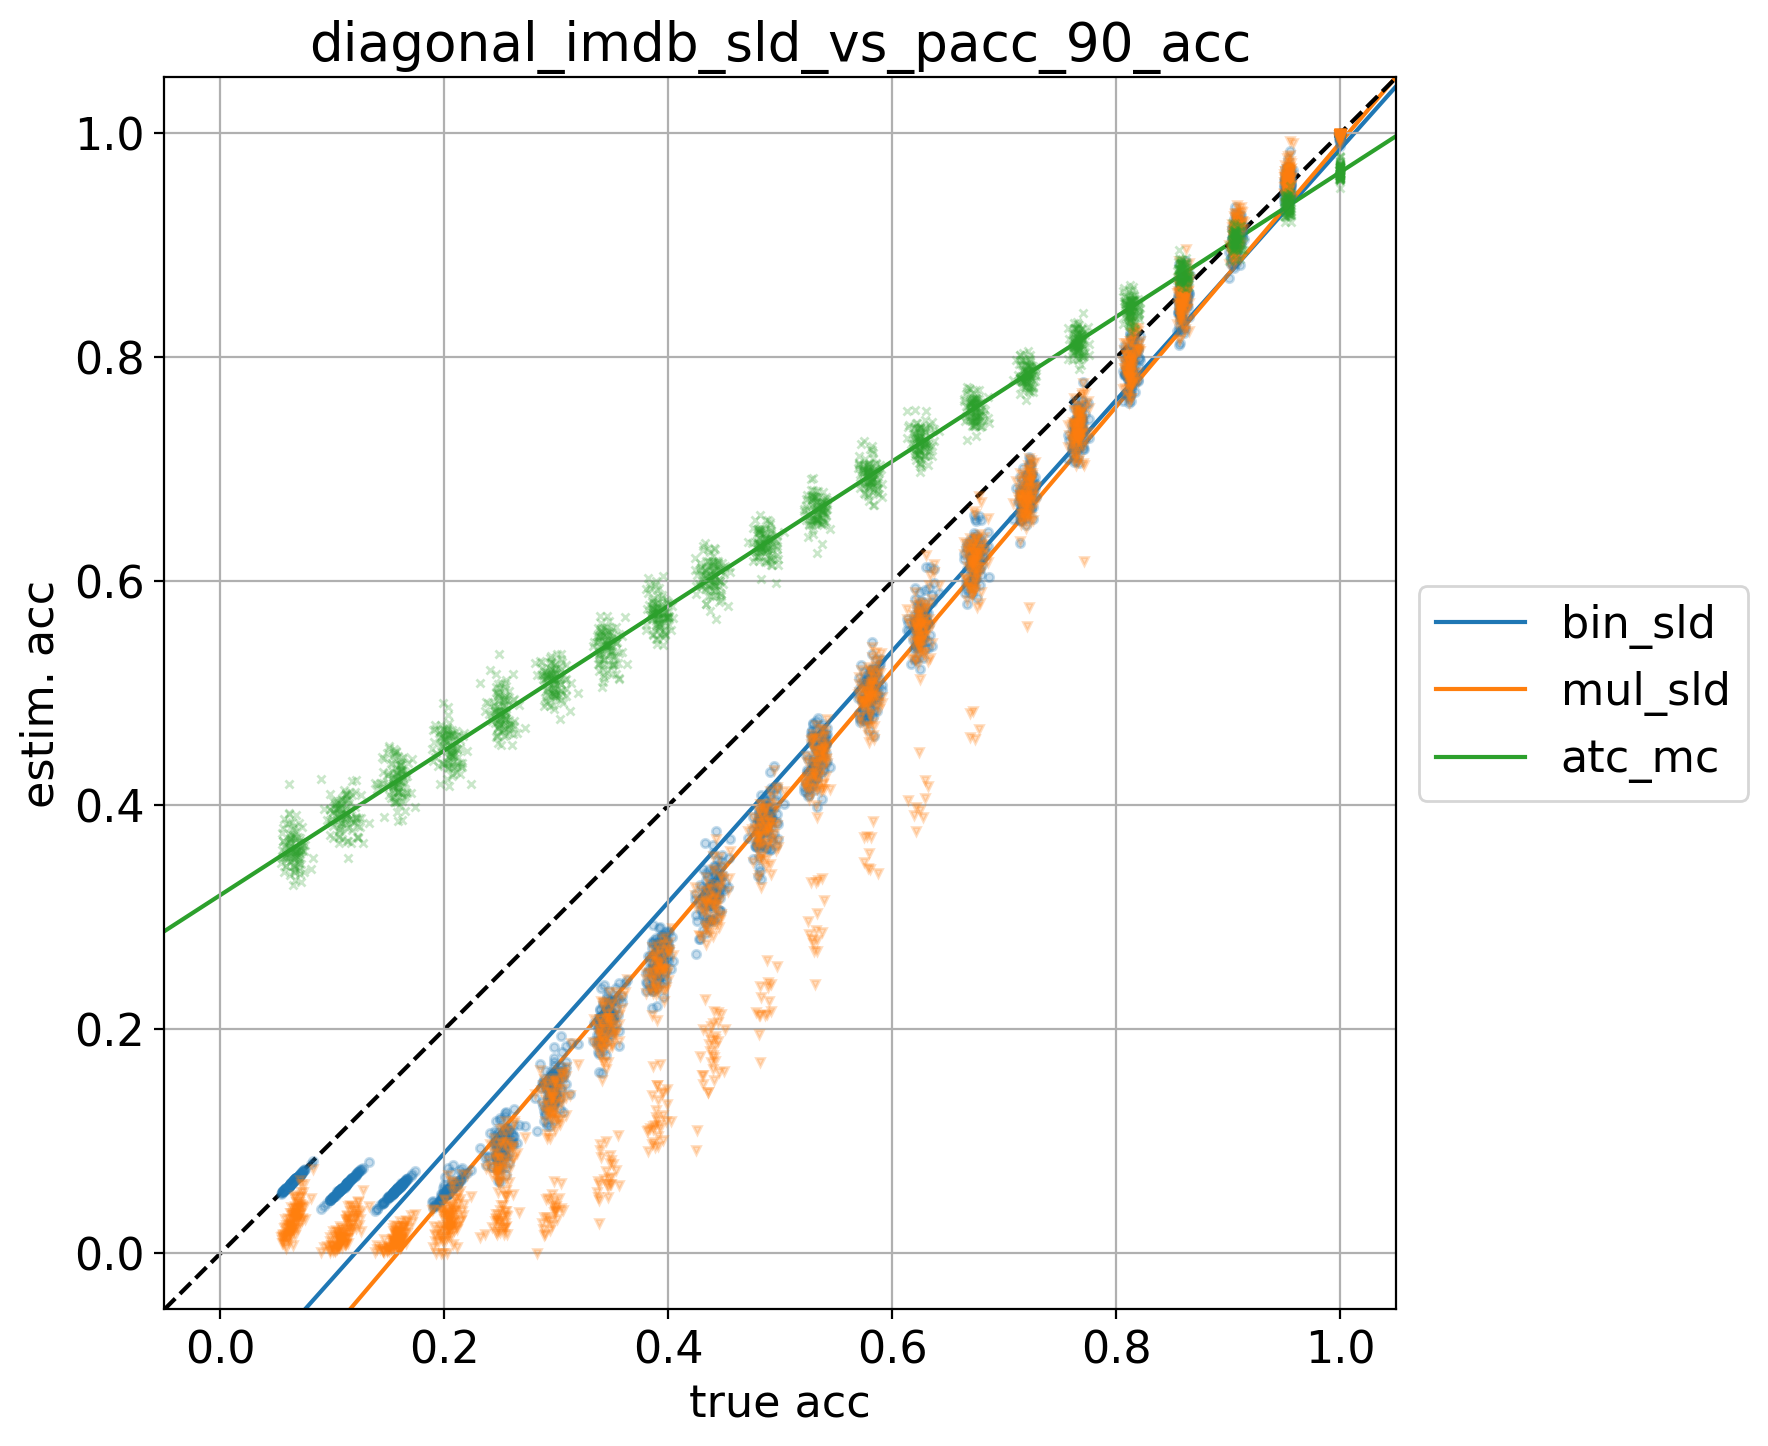 diagonal_imdb_sld_vs_pacc_90_acc
1.0
0.8
0.6
0.4
0.2
0.0
estim. acc
0.0 0.2 0.4 0.6 0.8 1.0
true acc
bin_sld
mul_sld
atc_mc